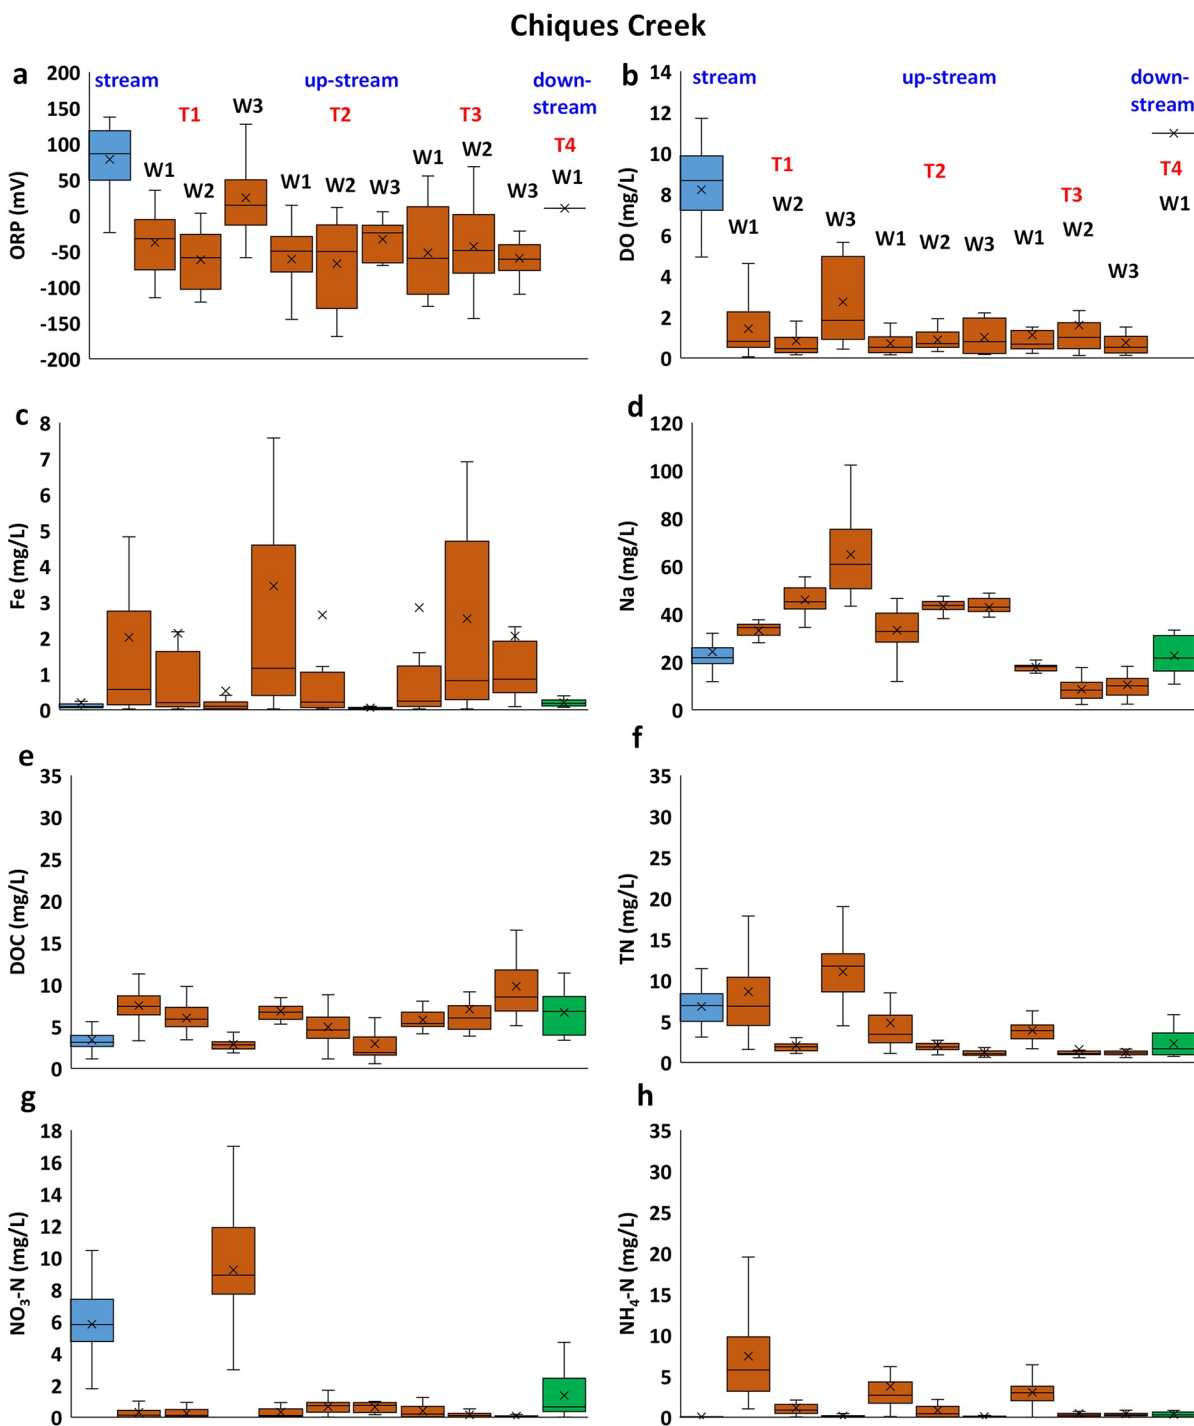 Chiques Creek
a
stream
up-stream
down-
stream
T1
T2
T3
T4
W1
W2
W3
W1
W2
W3
W1
W2
W3
W1
ORP (mV)
200
150
100
50
0
-50
-100
-150
-200
b
stream
up-stream
down-
stream
T1
T2
T3
T4
W1
W2
W3
W1
W2
W3
W1
W2
W3
W1
DO (mg/L)
14
12
10
8
6
4
2
0
c
Fe (mg/L)
8
7
6
5
4
3
2
1
0
d
Na (mg/L)
120
100
80
60
40
20
0
e
DOC (mg/L)
35
30
25
20
15
10
5
0
f
TN (mg/L)
35
30
25
20
15
10
5
0
g
NO₃-N (mg/L)
18
16
14
12
10
8
6
4
2
0
h
NH₄-N (mg/L)
35
30
25
20
15
10
5
0